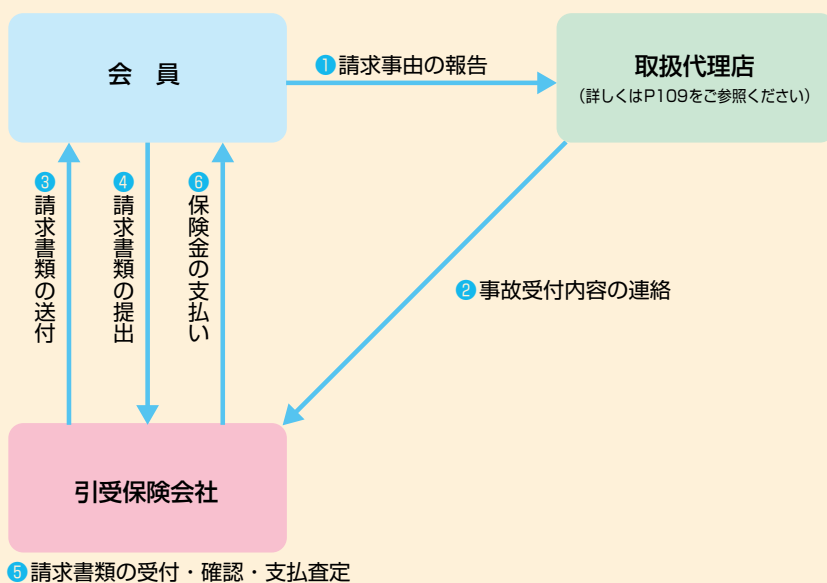 会　員
❶請求事由の報告
取扱代理店
（詳しくはP109をご参照ください）
❸請求書類の送付
❹請求書類の提出
❻保険金の支払い
❷事故受付内容の連絡
引受保険会社
❺請求書類の受付・確認・支払査定